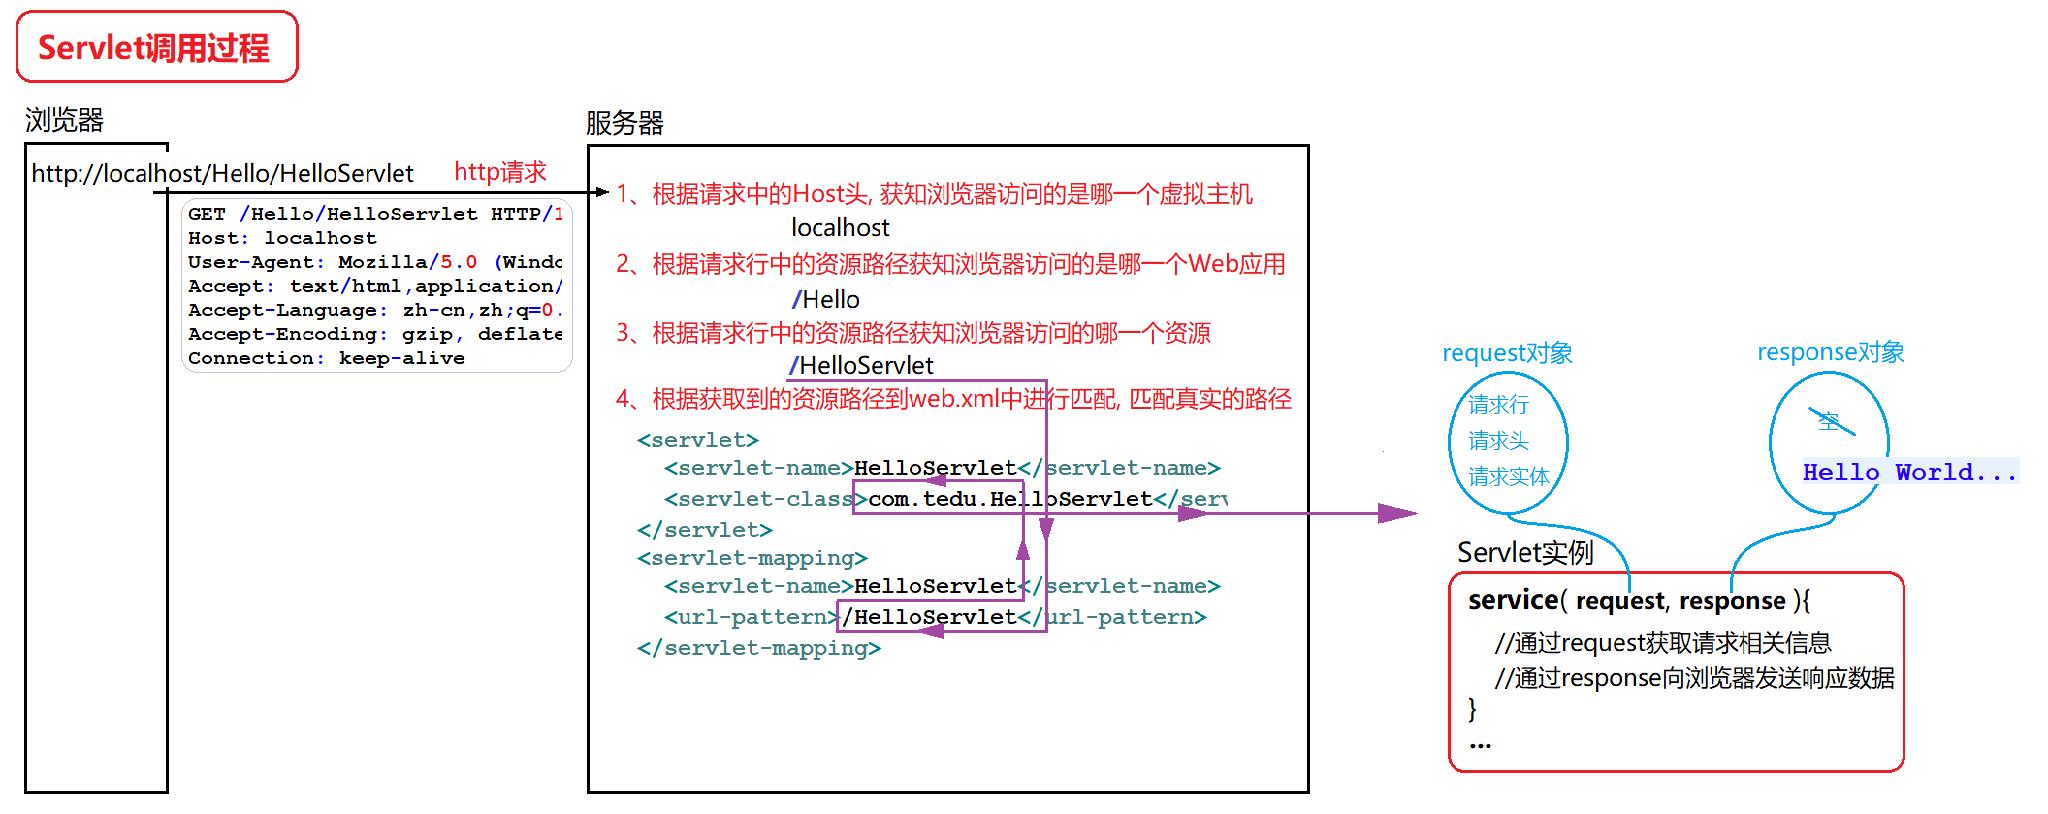 Servlet调用过程
浏览器
http://localhost/Hello/HelloServlet
http请求
GET /Hello/HelloServlet HTTP/1
Host: localhost
User-Agent: Mozilla/5.0 (Windo
Accept: text/html,application/
Accept-Language: zh-cn,zh;q=0.
Accept-Encoding: gzip, deflate
Connection: keep-alive
服务器
1、根据请求中的Host头, 获知浏览器访问的是哪一个虚拟主机
localhost
2、根据请求行中的资源路径获知浏览器访问的是哪一个Web应用
/Hello
3、根据请求行中的资源路径获知浏览器访问的哪一个资源
/HelloServlet
4、根据获取到的资源路径到web.xml中进行匹配, 匹配真实的路径
<servlet>
<servlet-name>HelloServlet</servlet-name>
<servlet-class>com.tedu.HelloServlet</serv
</servlet>
<servlet-mapping>
<servlet-name>HelloServlet</servlet-name>
<url-pattern>/HelloServlet</url-pattern>
</servlet-mapping>
request对象
请求行
请求头
请求实体
response对象
空
Hello World...
Servlet实例
service( request, response ){
//通过request获取请求相关信息
//通过response向浏览器发送响应数据
}
...